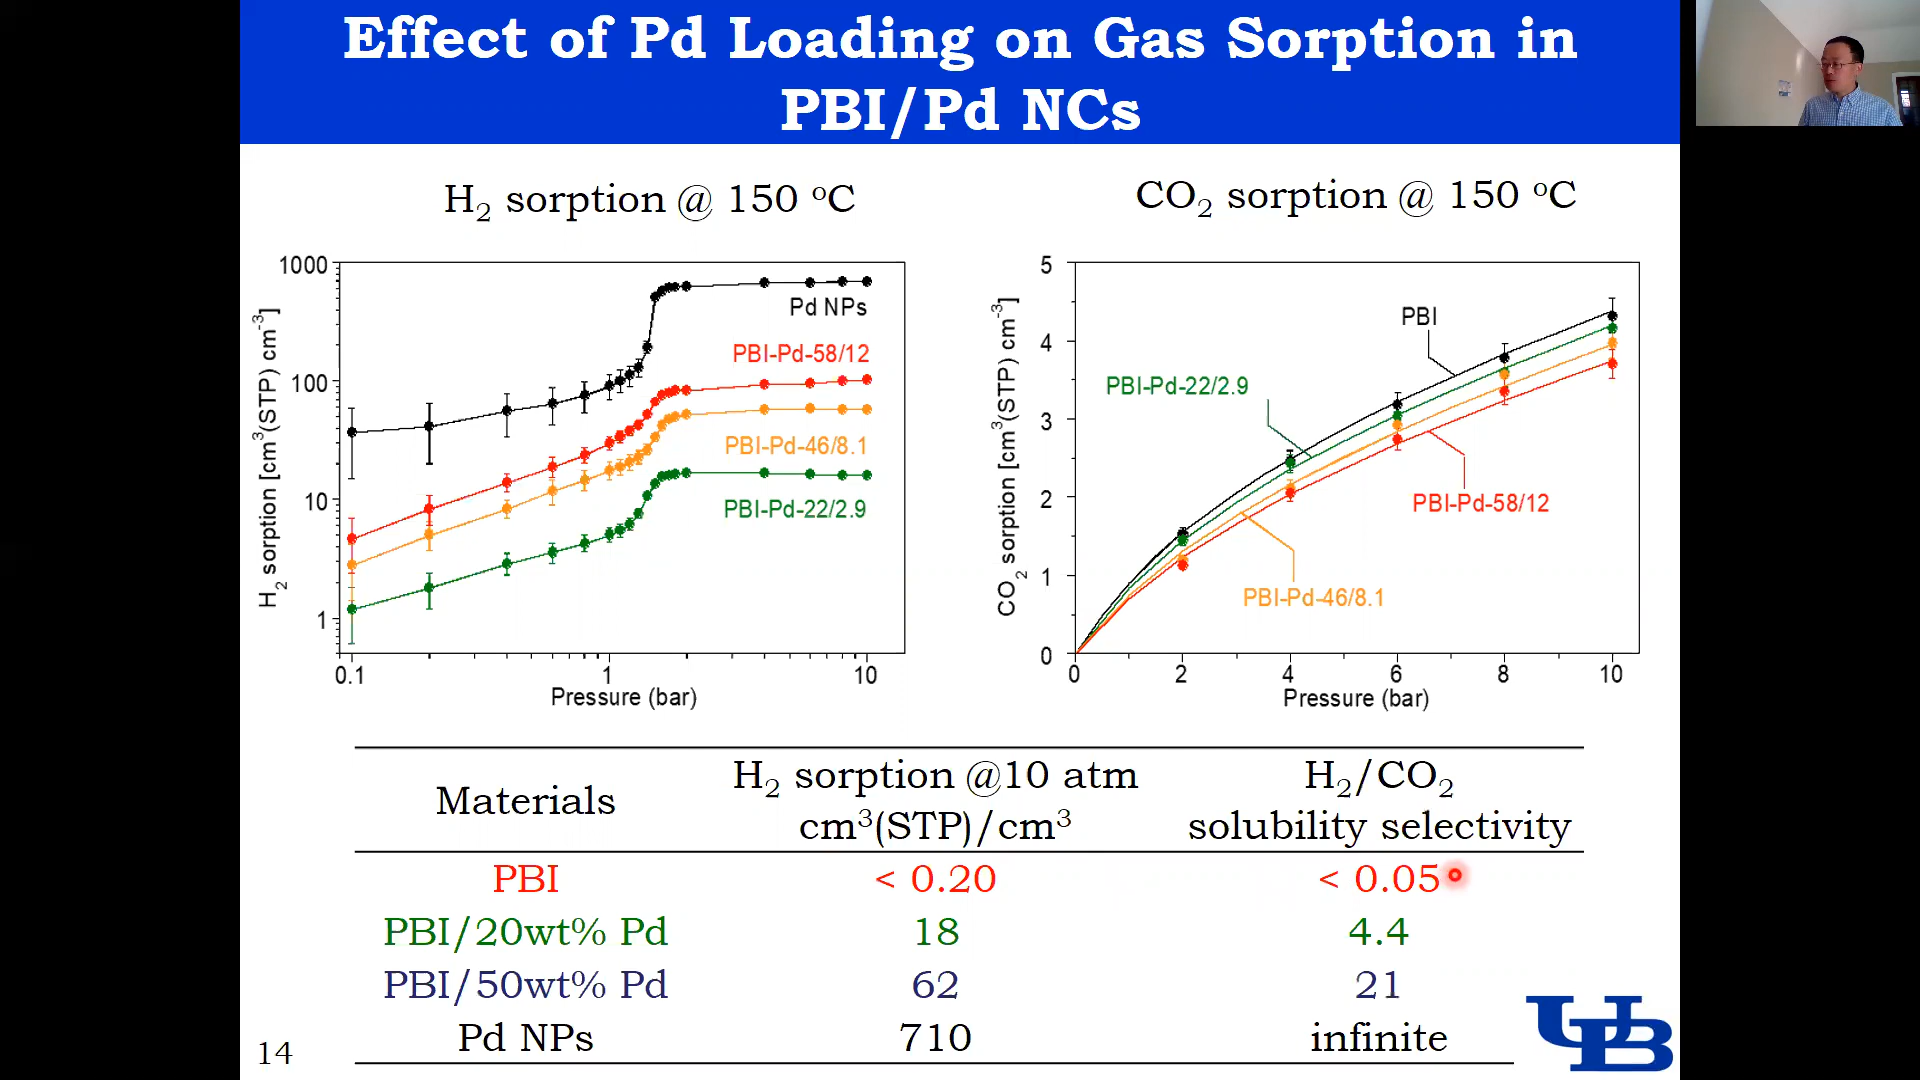 Effect of Pd Loading on Gas Sorption in
PBI/Pd NCs
H₂ sorption @ 150 ºC
CO₂ sorption @ 150 ºC
1000
100
10
1
H₂ sorption [cm³(STP) cm⁻³]
0.1
1
10
Pressure (bar)
Pd NPs
PBI-Pd-58/12
PBI-Pd-46/8.1
PBI-Pd-22/2.9
5
4
3
2
1
0
CO₂ sorption [cm³(STP) cm⁻³]
0
2
4
6
8
10
Pressure (bar)
PBI
PBI-Pd-22/2.9
PBI-Pd-58/12
PBI-Pd-46/8.1
Materials
H₂ sorption @10 atm
cm³(STP)/cm³
H₂/CO₂
solubility selectivity
PBI < 0.20 < 0.05
PBI/20wt% Pd 18 4.4
PBI/50wt% Pd 62 21
Pd NPs 710 infinite
14
UB